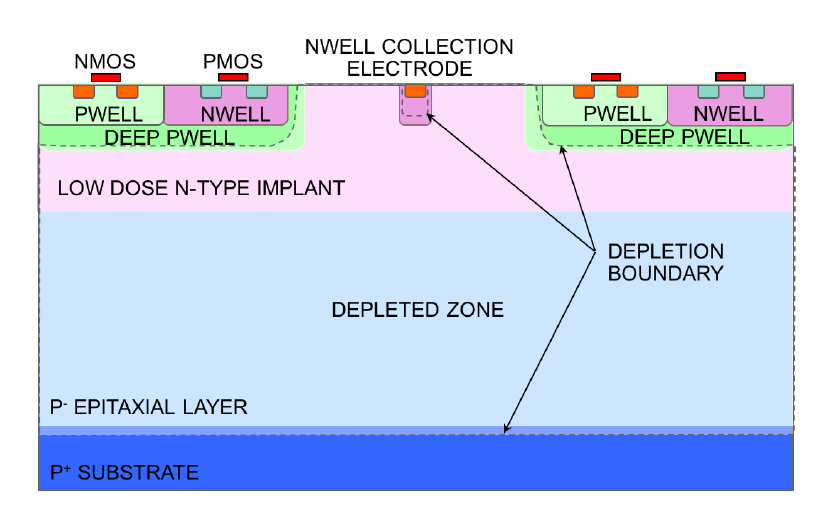 NMOS
PMOS
NWELL COLLECTION
ELECTRODE
PWELL
NWELL
DEEP PWELL
PWELL
NWELL
DEEP PWELL
LOW DOSE N-TYPE IMPLANT
DEPLETION
BOUNDARY
DEPLETED ZONE
P⁻ EPITAXIAL LAYER
P⁺ SUBSTRATE